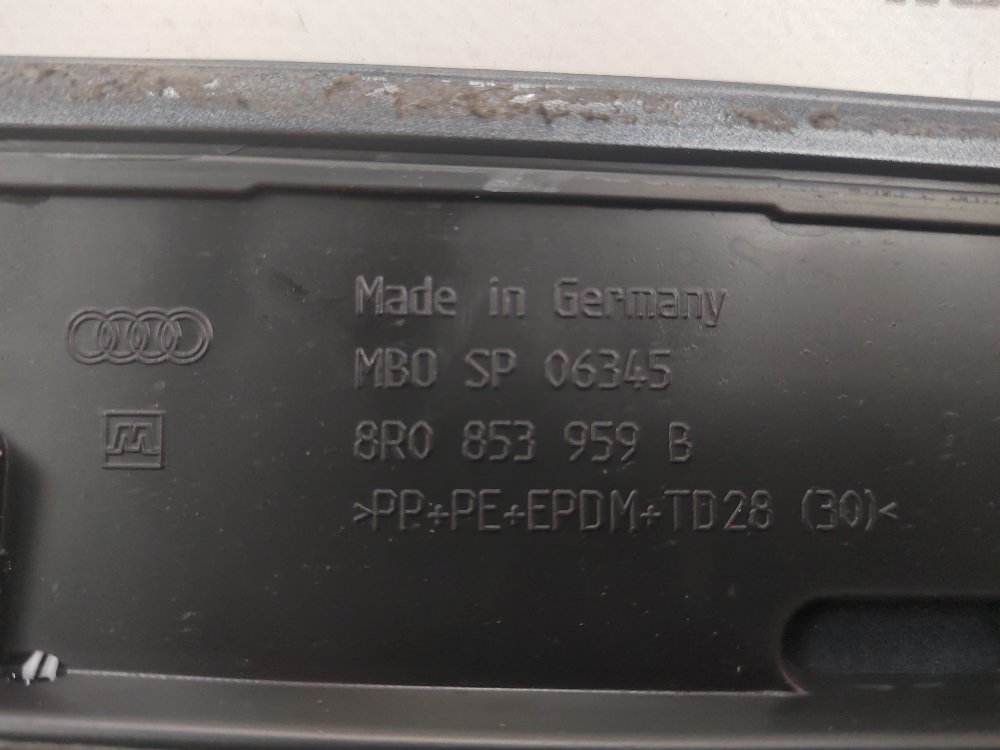 Made in Germany
MBO SP 06345
8R0 853 959 B
>PP+PE+EPDM+TD28 (30)<